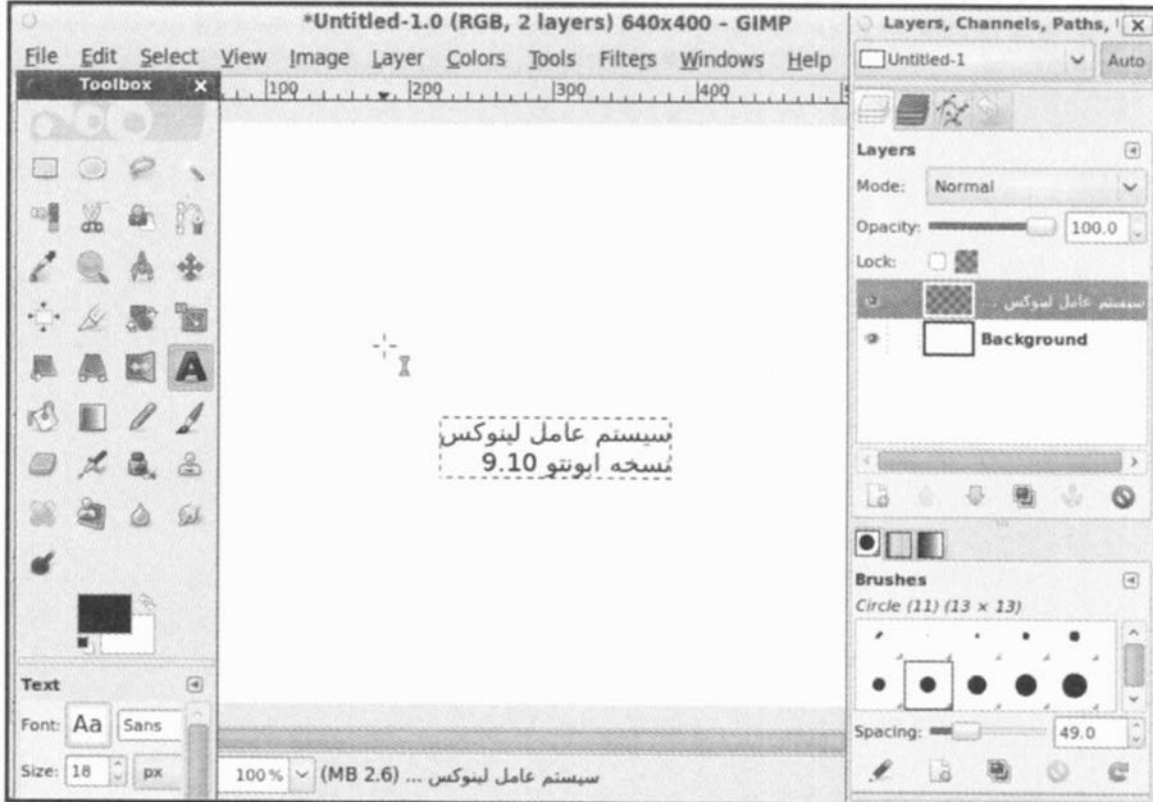 *Untitled-1.0 (RGB, 2 layers) 640x400 – GIMP
File Edit Select View Image Layer Colors Tools Filters Windows Help
Toolbox
100 200 300 400
سیستم عامل لینوکس
نسخه ابونتو 9.10
Text
Font: Aa Sans
Size: 18 px
100% سیستم عامل لینوکس ... (2.6 MB)
Layers, Channels, Paths,
Untitled-1 Auto
Layers
Mode: Normal
Opacity: 100.0
Lock:
سیستم عامل لینوکس ...
Background
Brushes
Circle (11) (13 × 13)
Spacing: 49.0